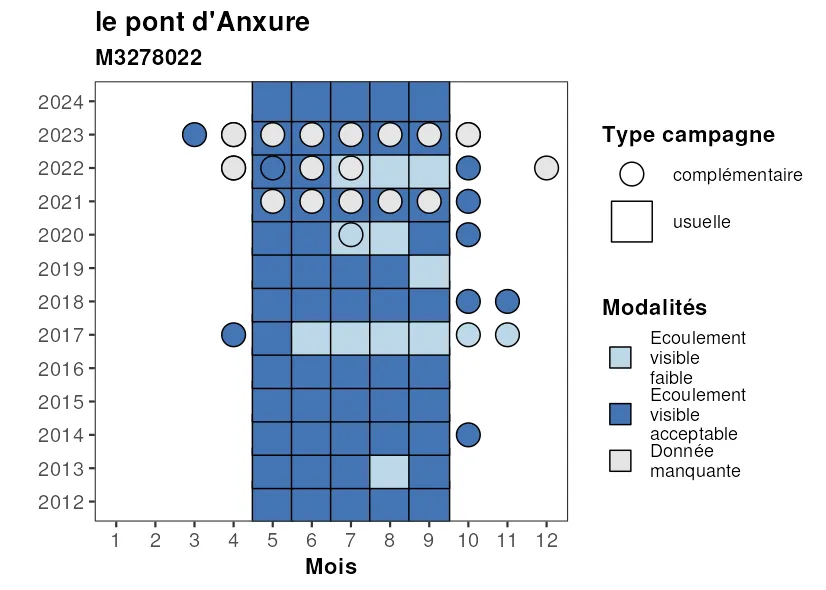 le pont d'Anxure
M3278022
2024
2023
2022
2021
2020
2019
2018
2017
2016
2015
2014
2013
2012
1 2 3 4 5 6 7 8 9 10 11 12
Mois
Type campagne
complémentaire
usuelle
Modalités
Ecoulement
visible
faible
Ecoulement
visible
acceptable
Donnée
manquante